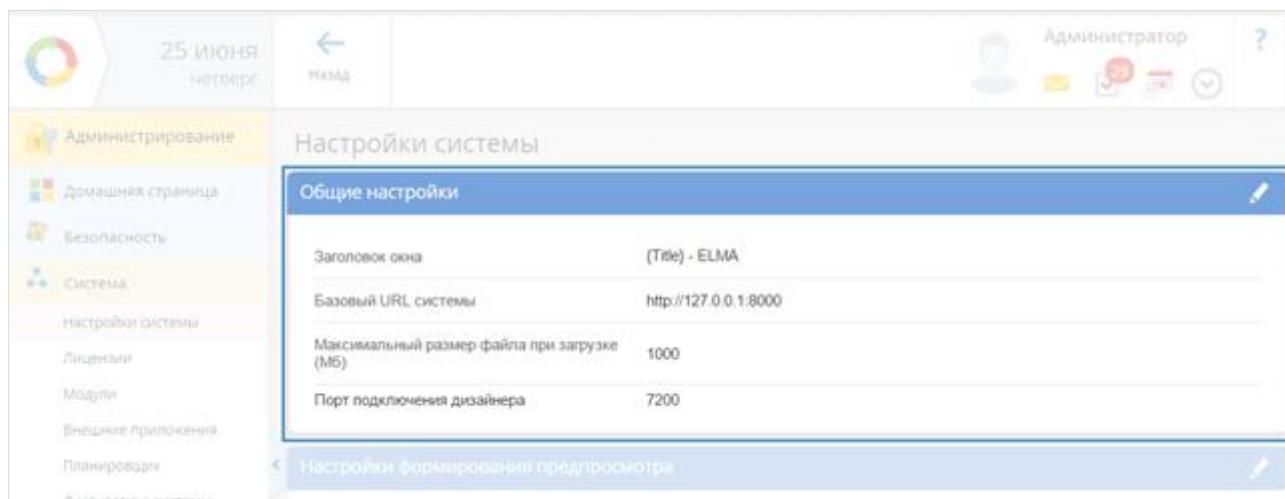 25 июня
четверг
Назад
Администратор
?
29
Администрирование
Домашняя страница
Безопасность
Система
Настройки системы
Лицензии
Модули
Внешние приложения
Планировщик
Настройки системы
Общие настройки
Заголовок окна
{Title} - ELMA
Базовый URL системы
http://127.0.0.1:8000
Максимальный размер файла при загрузке
(Мб)
1000
Порт подключения дизайнера
7200
Настройки формирования предпросмотра